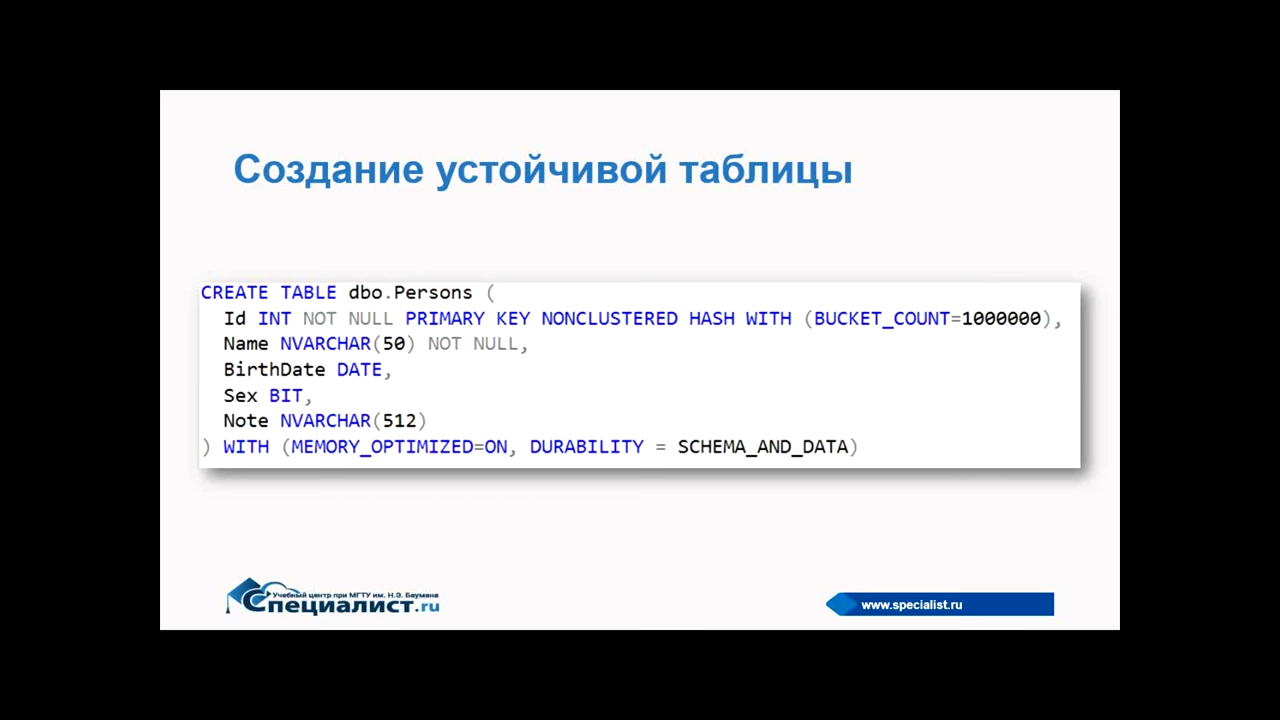 Создание устойчивой таблицы
CREATE TABLE dbo.Persons (
Id INT NOT NULL PRIMARY KEY NONCLUSTERED HASH WITH (BUCKET_COUNT=1000000),
Name NVARCHAR(50) NOT NULL,
BirthDate DATE,
Sex BIT,
Note NVARCHAR(512)
) WITH (MEMORY_OPTIMIZED=ON, DURABILITY = SCHEMA_AND_DATA)
Учебный центр при МГТУ им. Н.Э. Баумана
Специалист.ru
www.specialist.ru